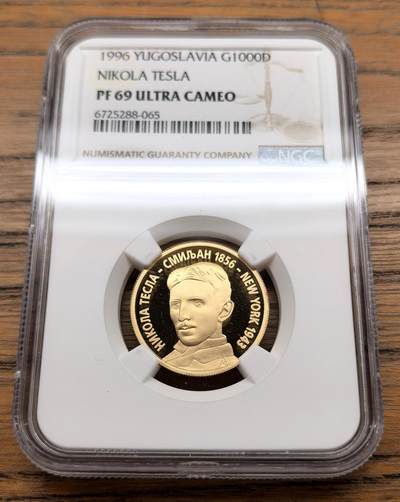 1996 YUGOSLAVIA G1000D
NIKOLA TESLA
PF 69 ULTRA CAMEO
6725288-065
NUMISMATIC GUARANTY COMPANY
NGC
НИКОЛА ТЕСЛА - СМИЉАН 1856 - NEW YORK 1943